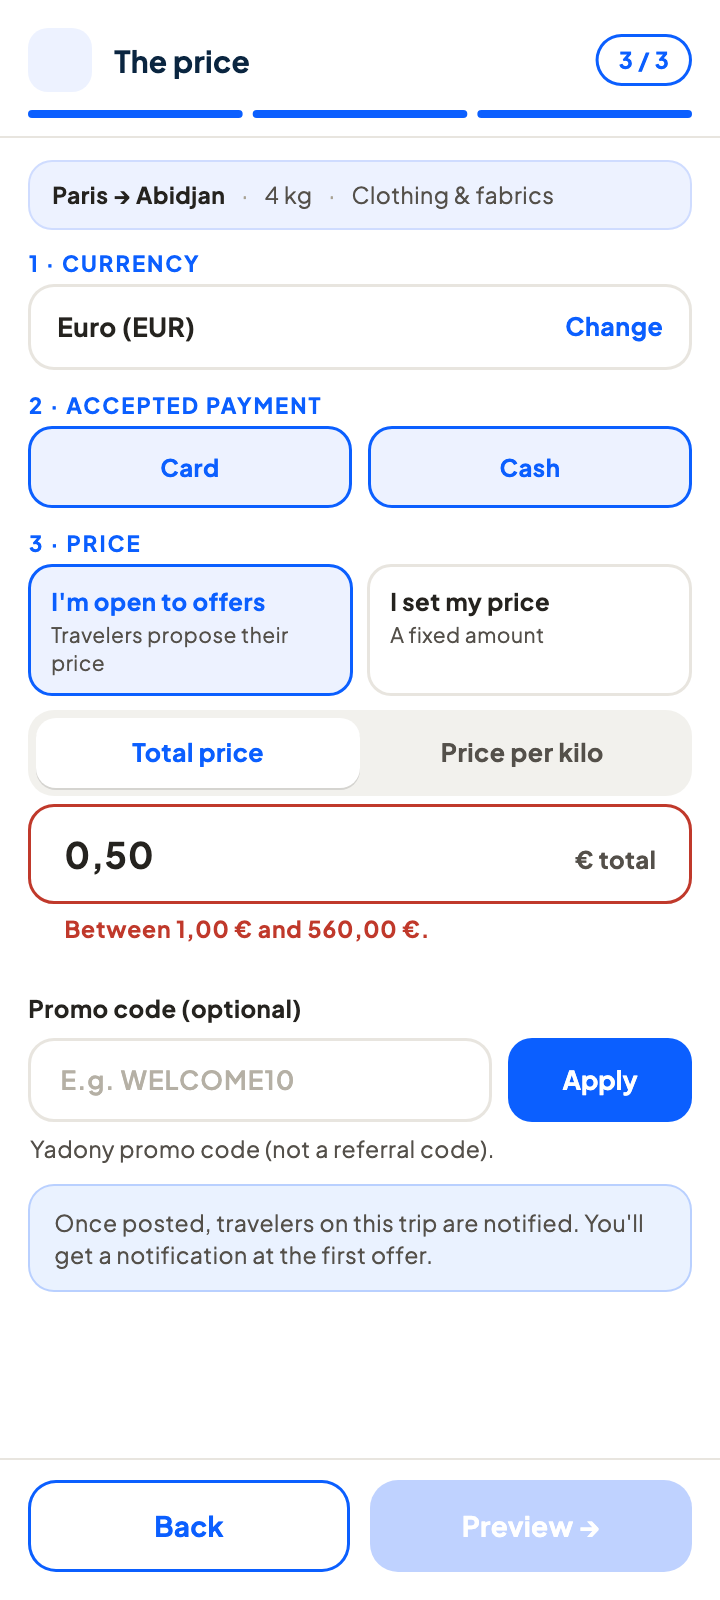 The price
3 / 3
Paris → Abidjan · 4 kg · Clothing & fabrics
1 · CURRENCY
Euro (EUR)
Change
2 · ACCEPTED PAYMENT
Card
Cash
3 · PRICE
I'm open to offers
Travelers propose their
price
I set my price
A fixed amount
Total price
Price per kilo
0,50
€ total
Between 1,00 € and 560,00 €.
Promo code (optional)
E.g. WELCOME10
Apply
Yadony promo code (not a referral code).
Once posted, travelers on this trip are notified. You'll
get a notification at the first offer.
Back
Preview →